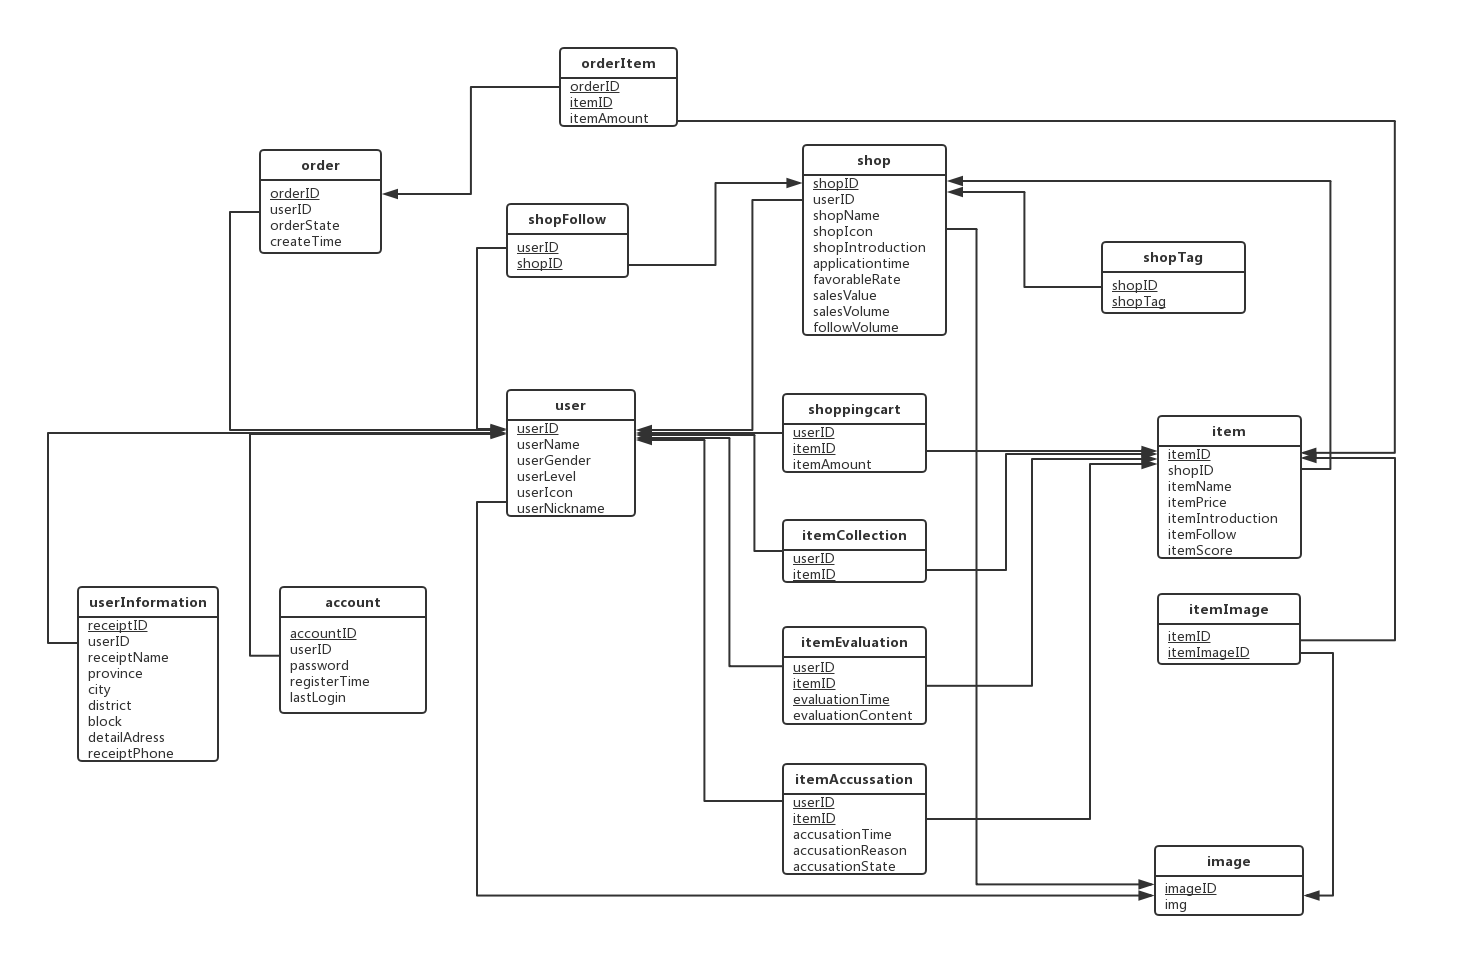 orderItem
orderID
itemID
itemAmount
order
orderID
userID
orderState
createTime
shopFollow
userID
shopID
shop
shopID
userID
shopName
shopIcon
shopIntroduction
applicationtime
favorableRate
salesValue
salesVolume
followVolume
shopTag
shopID
shopTag
user
userID
userName
userGender
userLevel
userIcon
userNickname
shoppingcart
userID
itemID
itemAmount
item
itemID
shopID
itemName
itemPrice
itemIntroduction
itemFollow
itemScore
itemCollection
userID
itemID
userInformation
receiptID
userID
receiptName
province
city
district
block
detailAdress
receiptPhone
account
accountID
userID
password
registerTime
lastLogin
itemImage
itemID
itemImageID
itemEvaluation
userID
itemID
evaluationTime
evaluationContent
itemAccussation
userID
itemID
accusationTime
accusationReason
accusationState
image
imageID
img